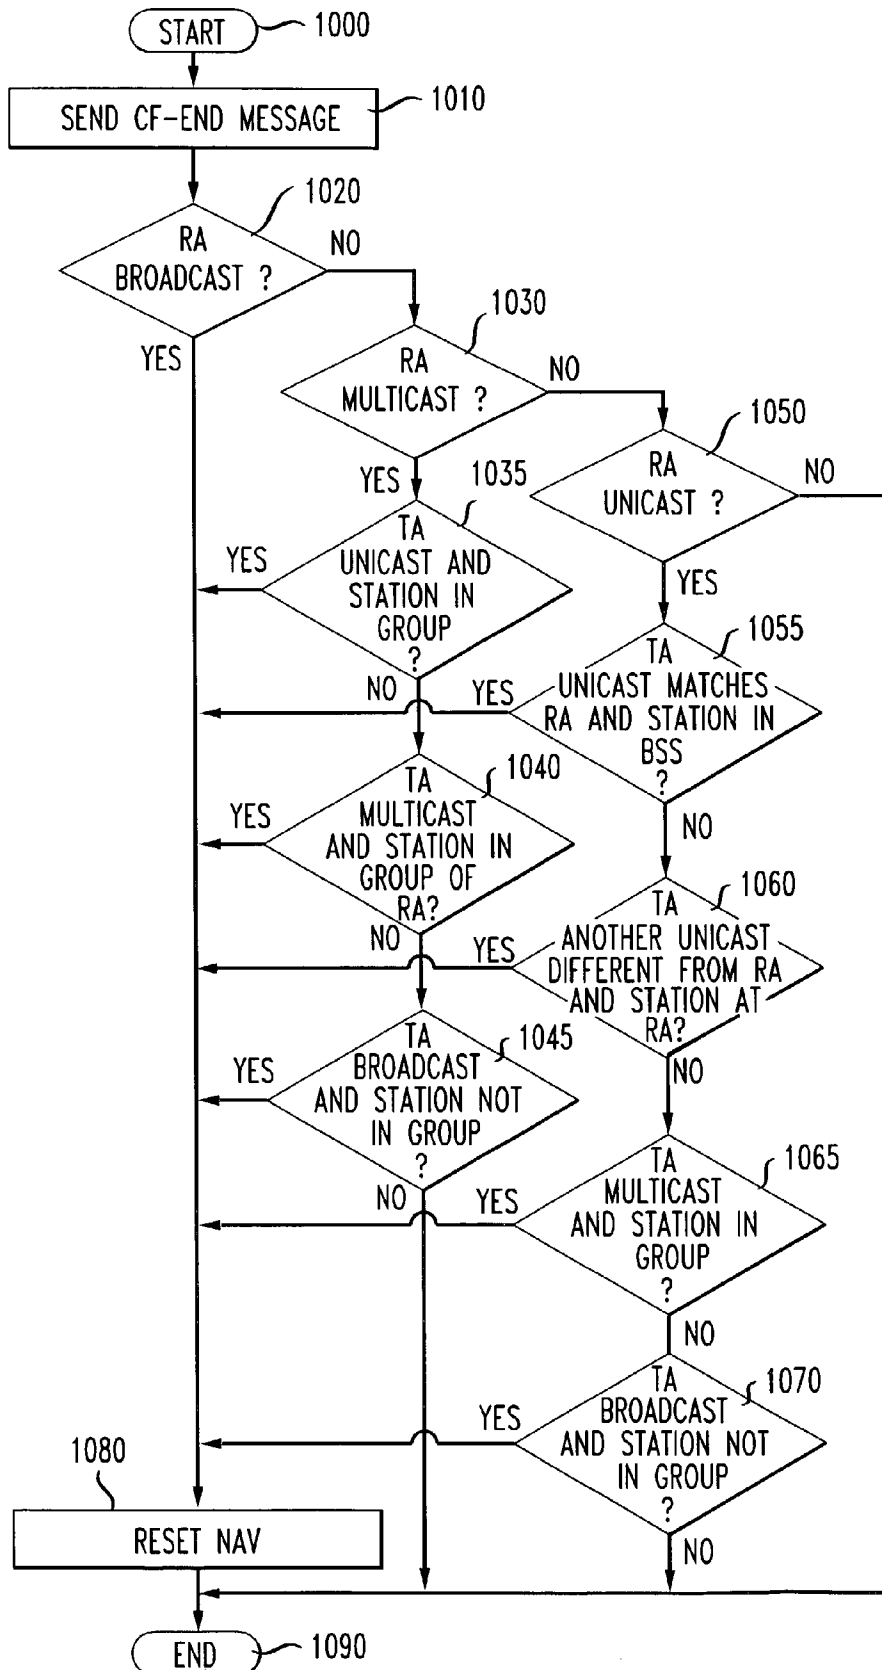 START
1000
SEND CF-END MESSAGE
1010
1020
RA
BROADCAST ?
NO
YES
1030
RA
MULTICAST ?
NO
YES
1050
RA
UNICAST ?
NO
YES
1035
TA
UNICAST AND
STATION IN
GROUP
?
YES
NO
1055
TA
UNICAST MATCHES
RA AND STATION IN
BSS
?
YES
NO
1040
TA
MULTICAST
AND STATION IN
GROUP OF
RA?
YES
NO
1060
TA
ANOTHER UNICAST
DIFFERENT FROM RA
AND STATION AT
RA?
YES
NO
1045
TA
BROADCAST
AND STATION NOT
IN GROUP
?
YES
NO
1065
TA
MULTICAST
AND STATION IN
GROUP
?
YES
NO
1070
TA
BROADCAST
AND STATION NOT
IN GROUP
?
YES
NO
1080
RESET NAV
END
1090